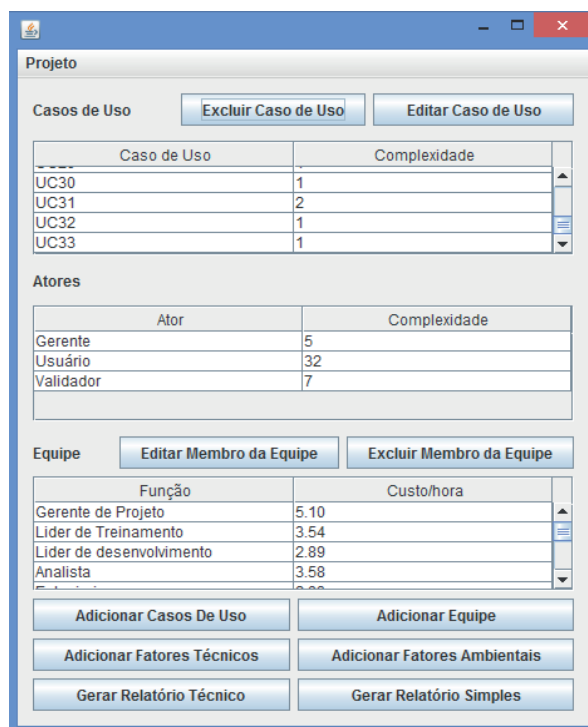 Projeto
Casos de Uso Excluir Caso de Uso Editar Caso de Uso
Caso de Uso Complexidade
UC30 1
UC31 2
UC32 1
UC33 1
Atores
Ator Complexidade
Gerente 5
Usuário 32
Validador 7
Equipe Editar Membro da Equipe Excluir Membro da Equipe
Função Custo/hora
Gerente de Projeto 5.10
Lider de Treinamento 3.54
Lider de desenvolvimento 2.89
Analista 3.58
Adicionar Casos De Uso Adicionar Equipe
Adicionar Fatores Técnicos Adicionar Fatores Ambientais
Gerar Relatório Técnico Gerar Relatório Simples